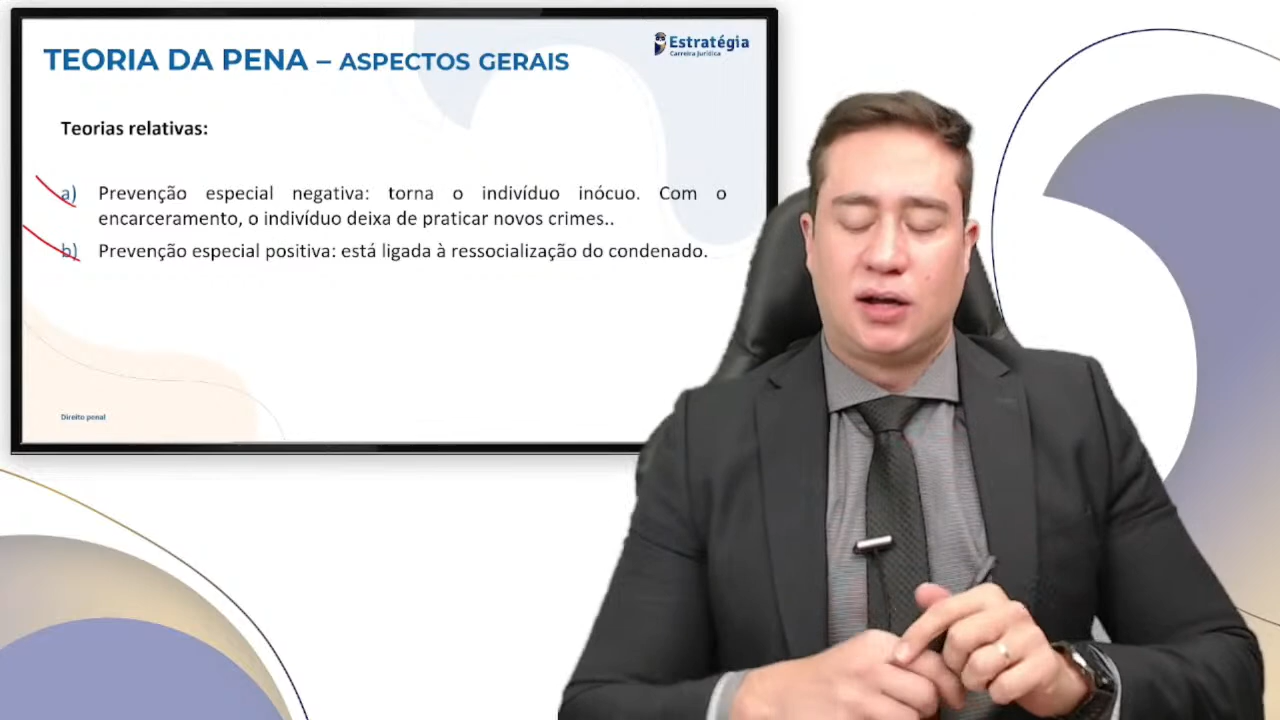 TEORIA DA PENA – ASPECTOS GERAIS
Estratégia
Carreira Jurídica
Teorias relativas:
a) Prevenção especial negativa: torna o indivíduo inócuo. Com o
encarceramento, o indivíduo deixa de praticar novos crimes..
b) Prevenção especial positiva: está ligada à ressocialização do condenado.
Direito penal